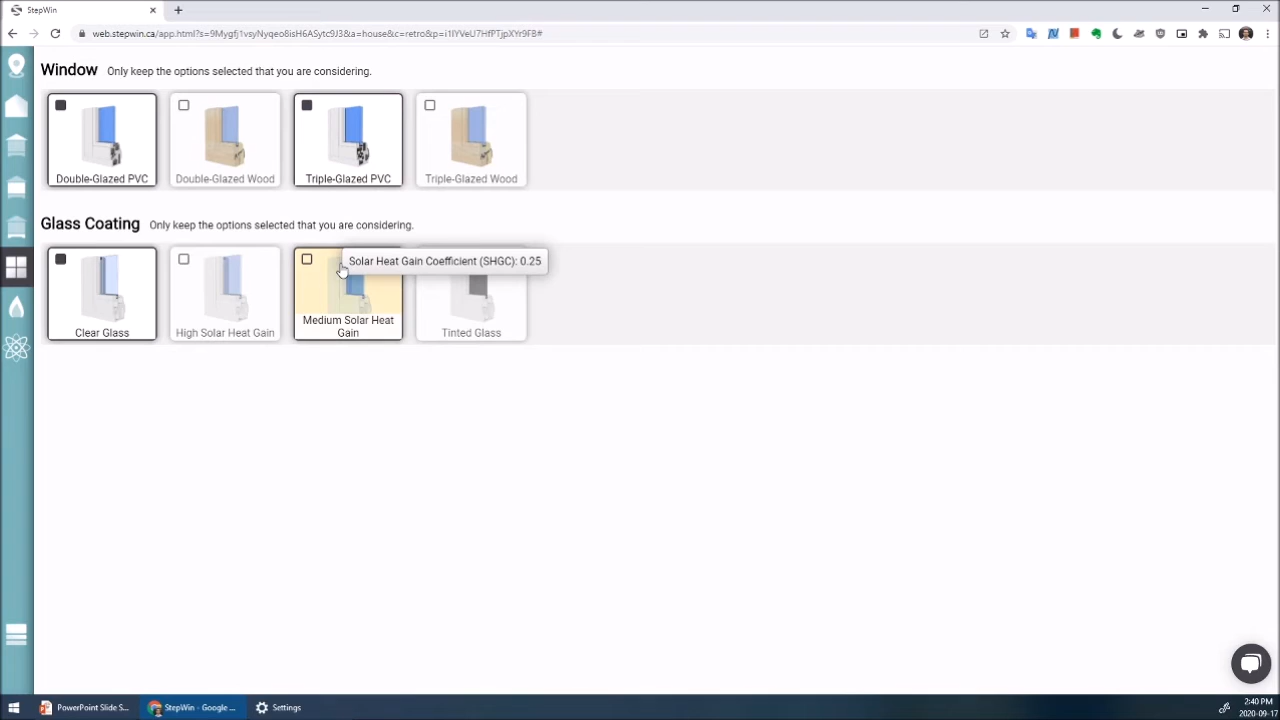 StepWin
web.stepwin.ca/app.html?s=9Mygfj1vsyNyqeo8isH6ASytc9J3&a=house&c=retro&p=i1IYVeU7HfPTjpXYr9FB#
Window Only keep the options selected that you are considering.
Double-Glazed PVC
Double-Glazed Wood
Triple-Glazed PVC
Triple-Glazed Wood
Glass Coating Only keep the options selected that you are considering.
Solar Heat Gain Coefficient (SHGC): 0.25
Clear Glass
High Solar Heat Gain
Medium Solar Heat
Gain
Tinted Glass
PowerPoint Slide S...
StepWin - Google ...
Settings
2:40 PM
2020-09-17